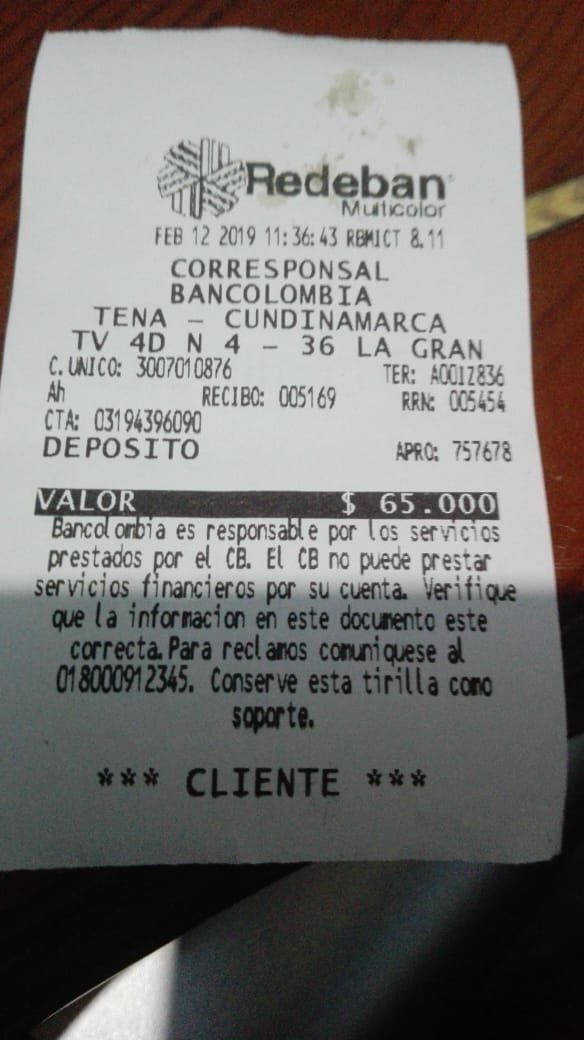 Redeban
Multicolor
FEB 12 2019 11:36:43 RBMICT 8.11
CORRESPONSAL
BANCOLOMBIA
TENA - CUNDINAMARCA
TV 4D N 4 - 36 LA GRAN
C. UNICO: 3007010876 TER: A0012836
Ah RECIBO: 005169 RRN: 005454
CTA: 03194396090
DEPOSITO APRO: 757678
VALOR $ 65.000
Bancolombia es responsable por los servicios
prestados por el CB. El CB no puede prestar
servicios financieros por su cuenta. Verifique
que la informacion en este documento este
correcta. Para reclamos comuniquese al
018000912345. Conserve esta tirilla como
soporte.
*** CLIENTE ***